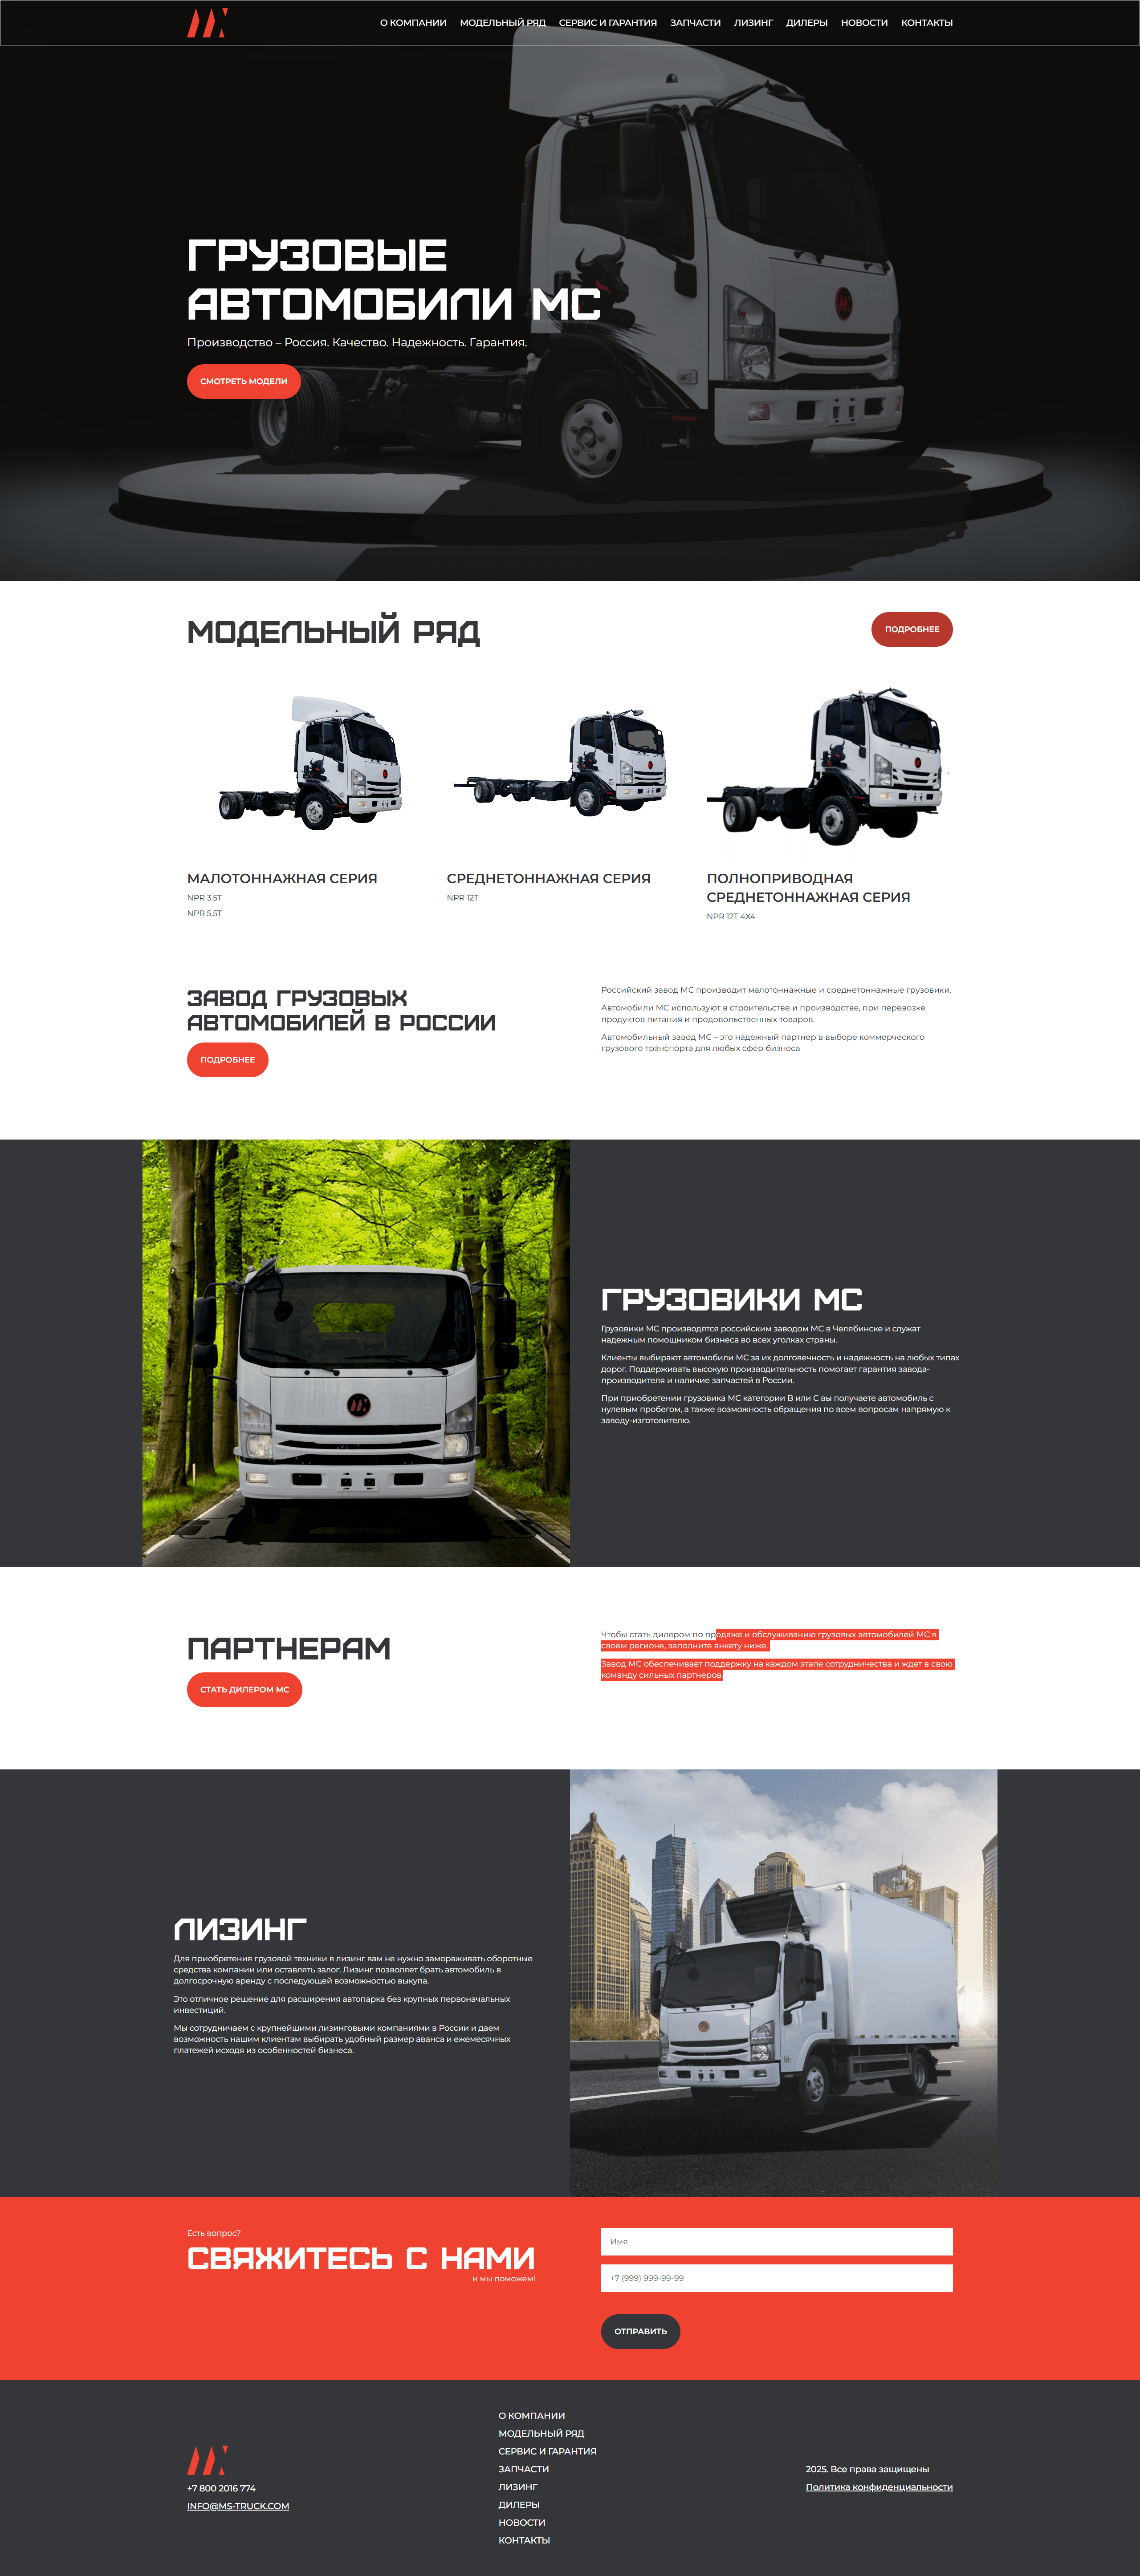 О КОМПАНИИ МОДЕЛЬНЫЙ РЯД СЕРВИС И ГАРАНТИЯ ЗАПЧАСТИ ЛИЗИНГ ДИЛЕРЫ НОВОСТИ КОНТАКТЫ
ГРУЗОВЫЕ
АВТОМОБИЛИ МС
Производство – Россия. Качество. Надежность. Гарантия.
СМОТРЕТЬ МОДЕЛИ
МОДЕЛЬНЫЙ РЯД
ПОДРОБНЕЕ
МАЛОТОННАЖНАЯ СЕРИЯ
NPR 3.5T
NPR 5.5T
СРЕДНЕТОННАЖНАЯ СЕРИЯ
NPR 12T
ПОЛНОПРИВОДНАЯ
СРЕДНЕТОННАЖНАЯ СЕРИЯ
NPR 12T 4X4
ЗАВОД ГРУЗОВЫХ
АВТОМОБИЛЕЙ В РОССИИ
ПОДРОБНЕЕ
Российский завод МС производит малотоннажные и среднетоннажные грузовики.
Автомобили МС используют в строительстве и производстве, при перевозке
продуктов питания и продовольственных товаров.
Автомобильный завод МС – это надежный партнер в выборе коммерческого
грузового транспорта для любых сфер бизнеса
ГРУЗОВИКИ МС
Грузовики МС производятся российским заводом МС в Челябинске и служат
надежным помощником бизнеса во всех уголках страны.
Клиенты выбирают автомобили МС за их долговечность и надежность на любых типах
дорог. Поддерживать высокую производительность помогает гарантия завода-
производителя и наличие запчастей в России.
При приобретении грузовика МС категории В или С вы получаете автомобиль с
нулевым пробегом, а также возможность обращения по всем вопросам напрямую к
заводу-изготовителю.
ПАРТНЕРАМ
СТАТЬ ДИЛЕРОМ МС
Чтобы стать дилером по продаже и обслуживанию грузовых автомобилей МС в
своем регионе, заполните анкету ниже.
Завод МС обеспечивает поддержку на каждом этапе сотрудничества и ждет в свою
команду сильных партнеров.
ЛИЗИНГ
Для приобретения грузовой техники в лизинг вам не нужно замораживать оборотные
средства компании или оставлять залог. Лизинг позволяет брать автомобиль в
долгосрочную аренду с последующей возможностью выкупа.
Это отличное решение для расширения автопарка без крупных первоначальных
инвестиций.
Мы сотрудничаем с крупнейшими лизинговыми компаниями в России и даем
возможность нашим клиентам выбирать удобный размер аванса и ежемесячных
платежей исходя из особенностей бизнеса.
Есть вопрос?
СВЯЖИТЕСЬ С НАМИ
и мы поможем!
Имя
+7 (999) 999-99-99
ОТПРАВИТЬ
+7 800 2016 774
INFO@MS-TRUCK.COM
О КОМПАНИИ
МОДЕЛЬНЫЙ РЯД
СЕРВИС И ГАРАНТИЯ
ЗАПЧАСТИ
ЛИЗИНГ
ДИЛЕРЫ
НОВОСТИ
КОНТАКТЫ
2025. Все права защищены
Политика конфиденциальности